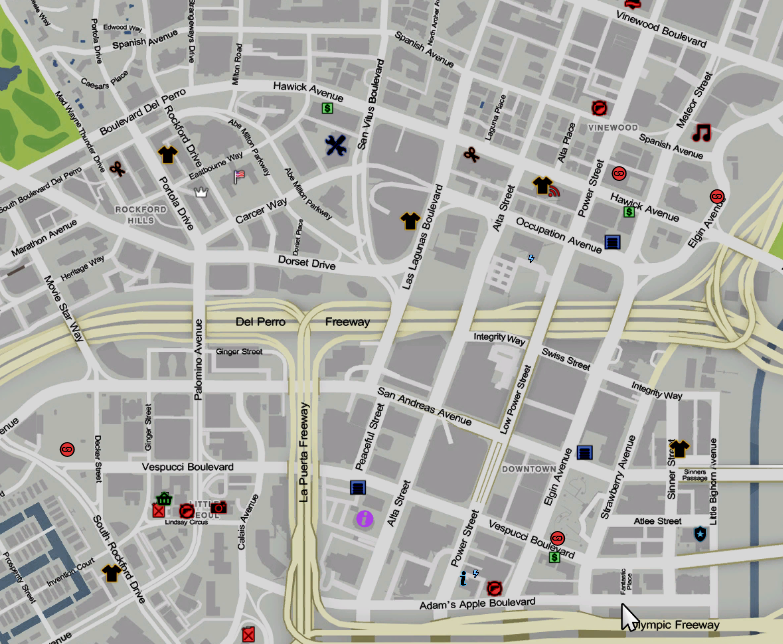 Vinewood Boulevard
Edwood Way
Portola Drive
Spanish Avenue
Strangeways Drive
Milton Road
Spanish Avenue
Caesars Place
Hawick Avenue
San Vitus Boulevard
Laguna Place
Meteor Street
Boulevard Del Perro
Mad Wayne Thunder Drive
Rockford Drive
Abe Milton Parkway
Eastbourne Way
Alta Place
VINEWOOD
Spanish Avenue
South Boulevard Del Perro
Portola Drive
Abe Milton Parkway
Power Street
Hawick Avenue
ROCKFORD
HILLS
Carcer Way
Las Lagunas Boulevard
Alta Street
Occupation Avenue
Elgin Avenue
Marathon Avenue
Dorset Drive
Heritage Way
Movie Star Way
Del Perro
Freeway
Integrity Way
Ginger Street
Palomino Avenue
Swiss Street
Integrity Way
San Andreas Avenue
Low Power Street
Peaceful Street
La Puerta Freeway
Ginger Street
Decker Street
Vespucci Boulevard
DOWNTOWN
Elgin Avenue
Strawberry Avenue
Sinner Street
Sinners
Passage
Little Bighorn Avenue
LITTLE
SEOUL
Lindsay Circus
Calais Avenue
Alta Street
Power Street
Vespucci Boulevard
Atlee Street
South Rockford Drive
Invention Court
Prosperity Street
Fantastic
Place
Adam's Apple Boulevard
Olympic Freeway